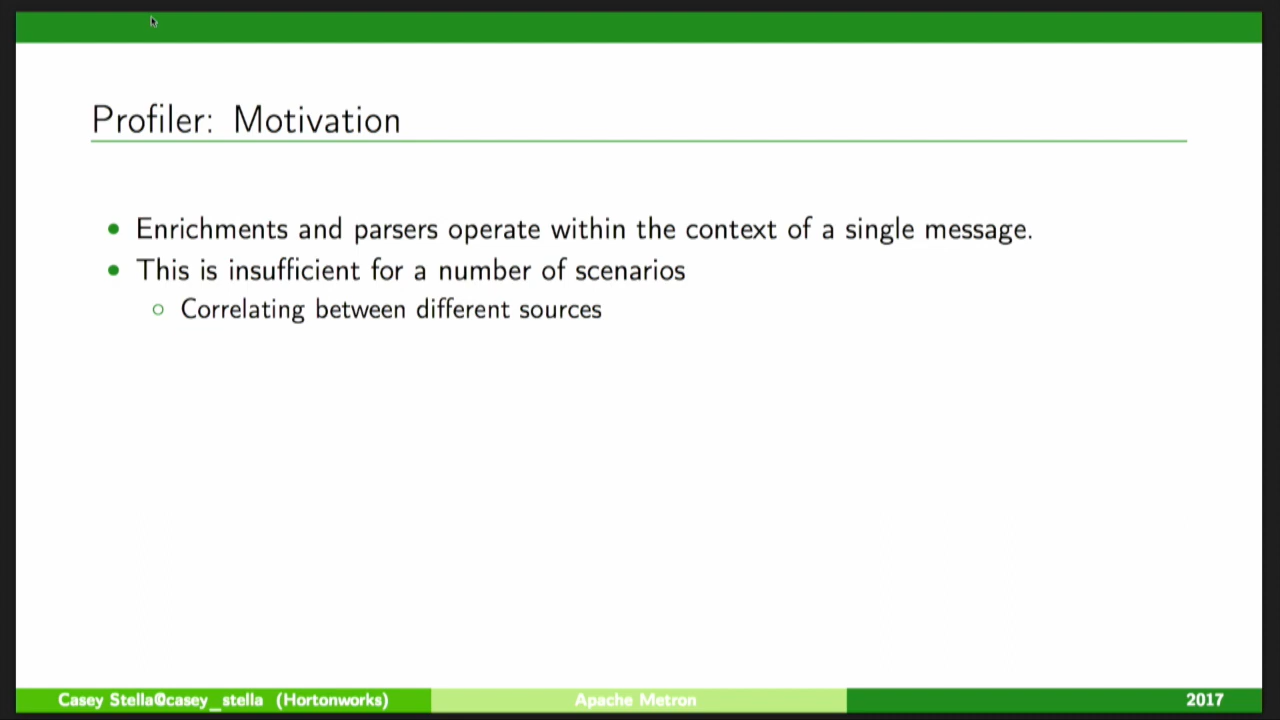 Profiler: Motivation
Enrichments and parsers operate within the context of a single message.
This is insufficient for a number of scenarios
Correlating between different sources
Casey Stella@casey_stella (Hortonworks)
Apache Metron
2017